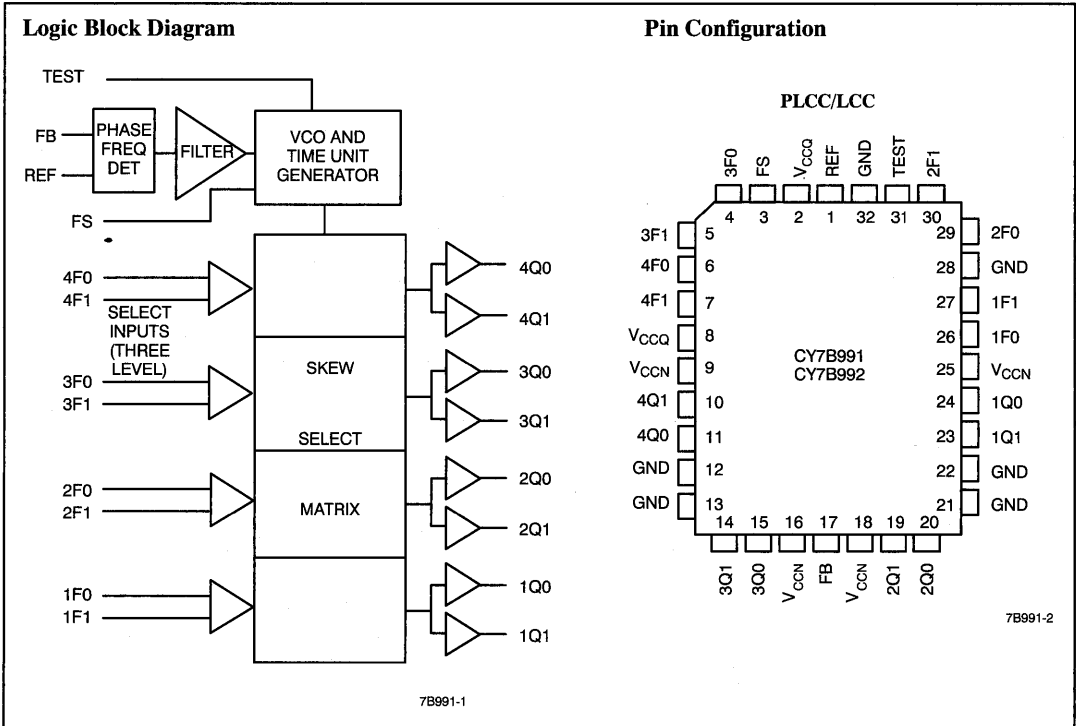 Logic Block Diagram
TEST
FB
REF
PHASE
FREQ
DET
FILTER
VCO AND
TIME UNIT
GENERATOR
FS
4F0
4F1
SELECT
INPUTS
(THREE
LEVEL)
3F0
3F1
2F0
2F1
1F0
1F1
SKEW
SELECT
MATRIX
4Q0
4Q1
3Q0
3Q1
2Q0
2Q1
1Q0
1Q1
7B991-1
Pin Configuration
PLCC/LCC
3F0 FS VCCQ REF GND TEST 2F1
4 3 2 1 32 31 30
3F1 5
4F0 6
4F1 7
VCCQ 8
VCCN 9
4Q1 10
4Q0 11
GND 12
GND 13
CY7B991
CY7B992
29 2F0
28 GND
27 1F1
26 1F0
25 VCCN
24 1Q0
23 1Q1
22 GND
21 GND
14 15 16 17 18 19 20
3Q1 3Q0 VCCN FB VCCN 2Q1 2Q0
7B991-2